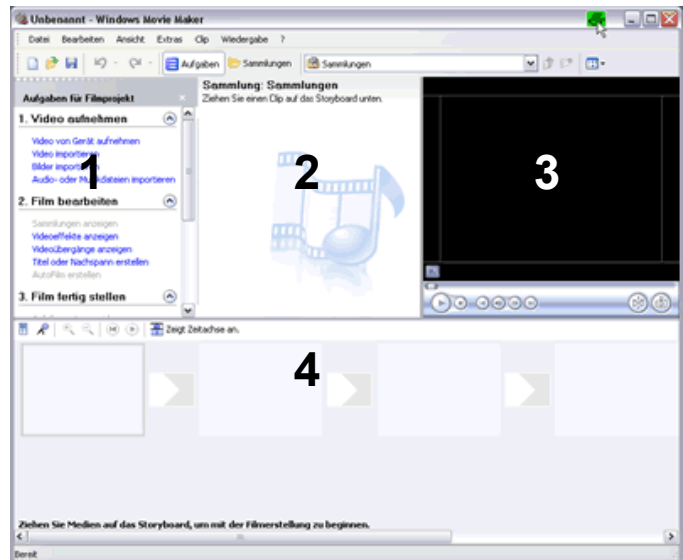 Unbenannt - Windows Movie Maker
Datei Bearbeiten Ansicht Extras Clip Wiedergabe ?
Aufgaben Sammlungen Sammlungen
Aufgaben für Filmprojekt
1. Video aufnehmen
Video von Gerät aufnehmen
Video importieren
Bilder importieren
Audio- oder Musikdateien importieren
1
2. Film bearbeiten
Sammlungen anzeigen
Videoeffekte anzeigen
Videoübergänge anzeigen
Titel oder Nachspann erstellen
AutoFilm erstellen
3. Film fertig stellen
Sammlung: Sammlungen
Ziehen Sie einen Clip auf das Storyboard unten.
2
3
Zeigt Zeitachse an.
4
Ziehen Sie Medien auf das Storyboard, um mit der Filmerstellung zu beginnen.
Bereit